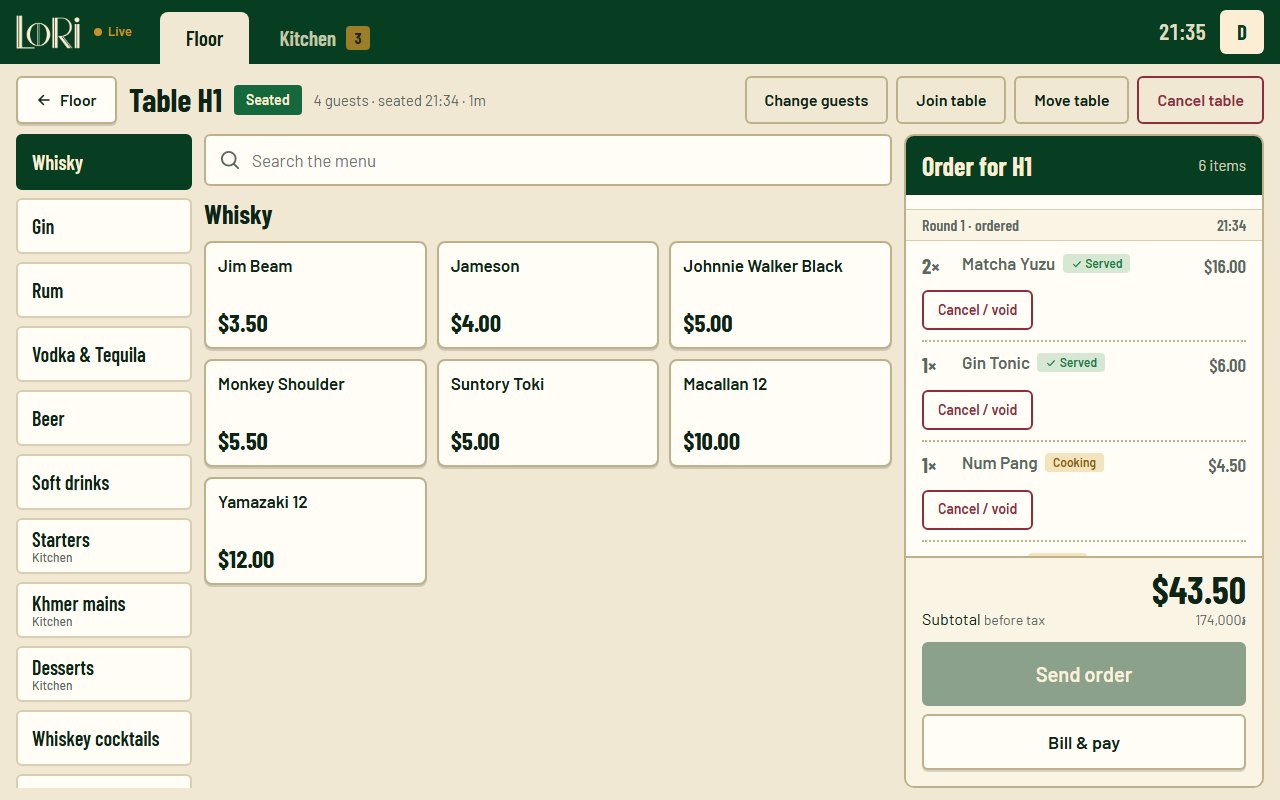 LORI
Live
Floor
Kitchen 3
21:35
D
← Floor
Table H1
Seated
4 guests · seated 21:34 · 1m
Change guests
Join table
Move table
Cancel table
Whisky
Gin
Rum
Vodka & Tequila
Beer
Soft drinks
Starters
Kitchen
Khmer mains
Kitchen
Desserts
Kitchen
Whiskey cocktails
Search the menu
Whisky
Jim Beam
$3.50
Jameson
$4.00
Johnnie Walker Black
$5.00
Monkey Shoulder
$5.50
Suntory Toki
$5.00
Macallan 12
$10.00
Yamazaki 12
$12.00
Order for H1
6 items
Round 1 · ordered
21:34
2× Matcha Yuzu ✓ Served $16.00
Cancel / void
1× Gin Tonic ✓ Served $6.00
Cancel / void
1× Num Pang Cooking $4.50
Cancel / void
$43.50
Subtotal before tax 174,000៛
Send order
Bill & pay